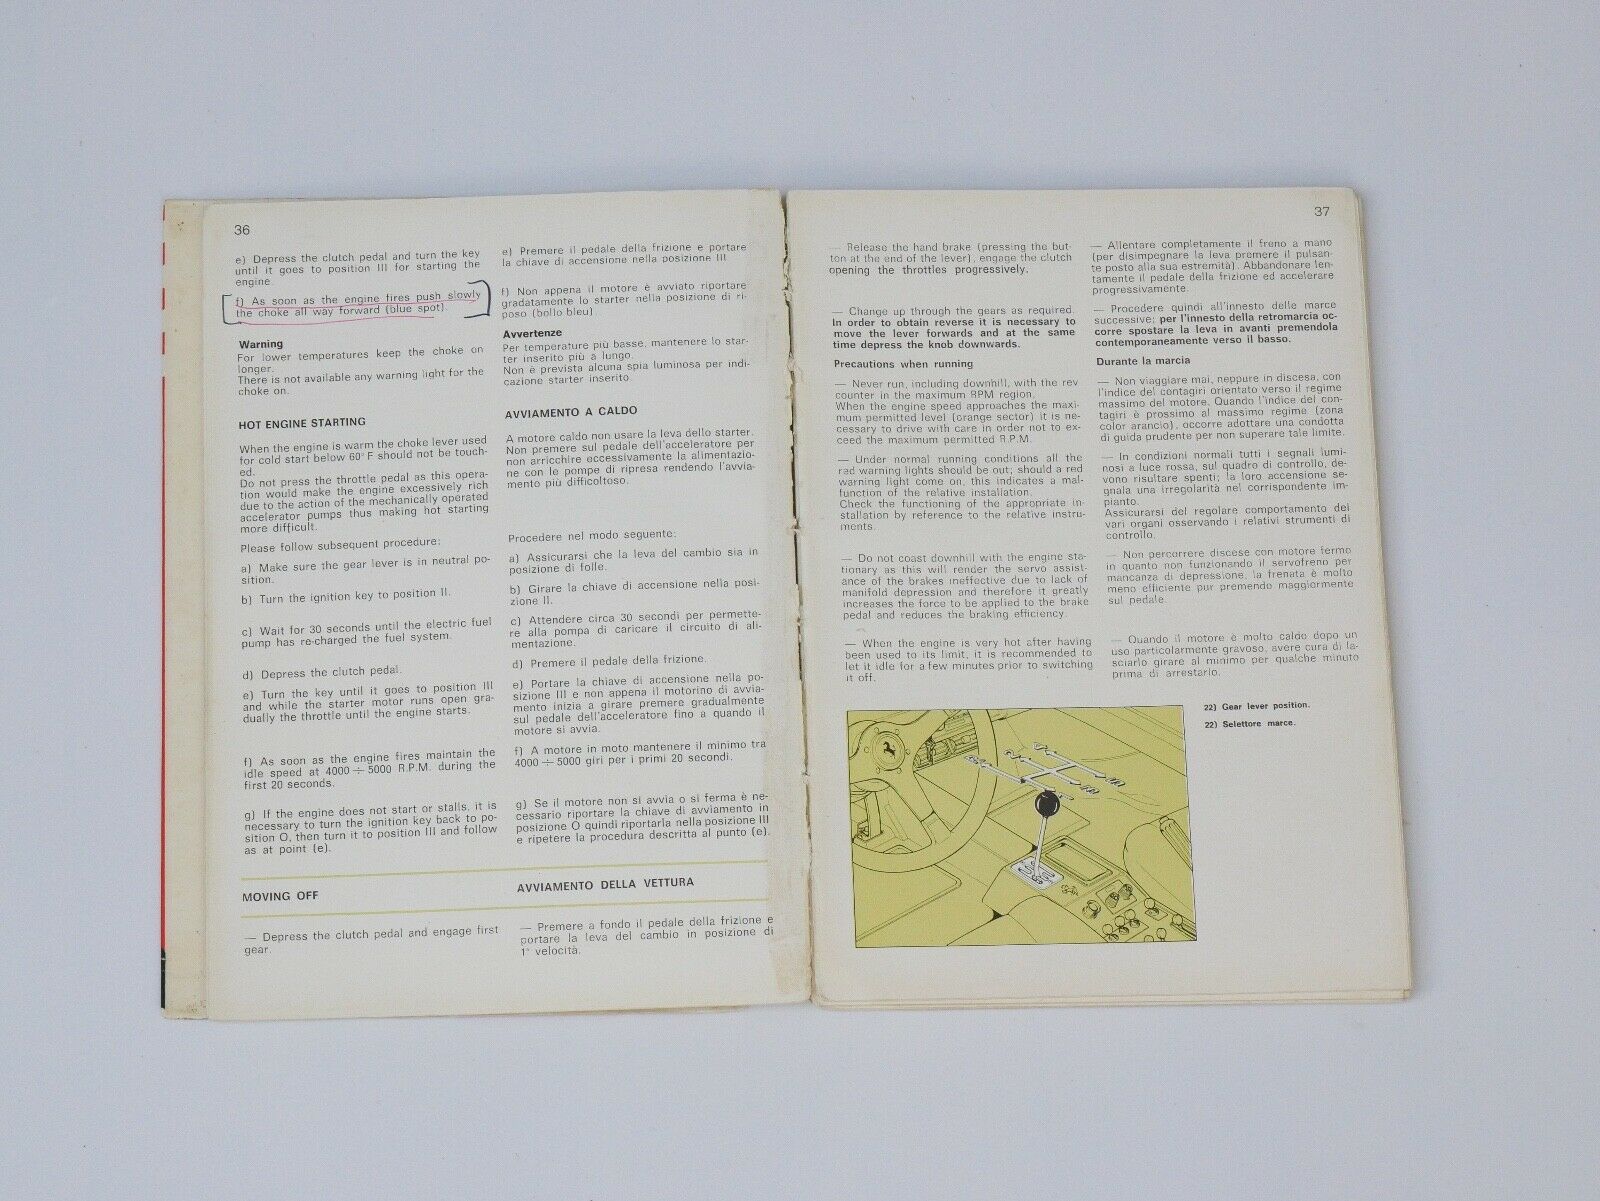 36
e) Depress the clutch pedal and turn the key
until it goes to position III for starting the
engine.
f) As soon as the engine fires push slowly
the choke all way forward (blue spot).
Warning
For lower temperatures keep the choke on
longer.
There is not available any warning light for the
choke on.
HOT ENGINE STARTING
When the engine is warm the choke lever used
for cold start below 60° F should not be touch-
ed.
Do not press the throttle pedal as this opera-
tion would make the engine excessively rich
due to the action of the mechanically operated
accelerator pumps thus making hot starting
more difficult.
Please follow subsequent procedure:
a) Make sure the gear lever is in neutral po-
sition.
b) Turn the ignition key to position II.
c) Wait for 30 seconds until the electric fuel
pump has re-charged the fuel system.
d) Depress the clutch pedal.
e) Turn the key until it goes to position III
and while the starter motor runs open gra-
dually the throttle until the engine starts.
f) As soon as the engine fires maintain the
idle speed at 4000 ÷ 5000 R.P.M. during the
first 20 seconds.
g) If the engine does not start or stalls, it is
necessary to turn the ignition key back to po-
sition O, then turn it to position III and follow
as at point (e).
MOVING OFF
— Depress the clutch pedal and engage first
gear.
e) Premere il pedale della frizione e portare
la chiave di accensione nella posizione III
f) Non appena il motore è avviato riportare
gradatamente lo starter nella posizione di ri-
poso (bollo bleu).
Avvertenze
Per temperature più basse, mantenere lo star-
ter inserito più a lungo.
Non è prevista alcuna spia luminosa per indi-
cazione starter inserito.
AVVIAMENTO A CALDO
A motore caldo non usare la leva dello starter.
Non premere sul pedale dell'acceleratore per
non arricchire eccessivamente la alimentazio-
ne con le pompe di ripresa rendendo l'avvia-
mento più difficoltoso.
Procedere nel modo seguente:
a) Assicurarsi che la leva del cambio sia in
posizione di folle.
b) Girare la chiave di accensione nella posi-
zione II.
c) Attendere circa 30 secondi per permette-
re alla pompa di caricare il circuito di ali-
mentazione.
d) Premere il pedale della frizione.
e) Portare la chiave di accensione nella po-
sizione III e non appena il motorino di avvia-
mento inizia a girare premere gradualmente
sul pedale dell'acceleratore fino a quando il
motore si avvia.
f) A motore in moto mantenere il minimo tra
4000 ÷ 5000 giri per i primi 20 secondi.
g) Se il motore non si avvia o si ferma è ne-
cessario riportare la chiave di avviamento in
posizione O quindi riportarla nella posizione III
e ripetere la procedura descritta al punto (e).
AVVIAMENTO DELLA VETTURA
— Premere a fondo il pedale della frizione e
portare la leva del cambio in posizione di
1° velocità.
37
— Release the hand brake (pressing the but-
ton at the end of the lever), engage the clutch
opening the throttles progressively.
— Change up through the gears as required.
In order to obtain reverse it is necessary to
move the lever forwards and at the same
time depress the knob downwards.
Precautions when running
— Never run, including downhill, with the rev
counter in the maximum RPM region.
When the engine speed approaches the maxi-
mum permitted level (orange sector) it is ne-
cessary to drive with care in order not to ex-
ceed the maximum permitted R.P.M.
— Under normal running conditions all the
red warning lights should be out; should a red
warning light come on, this indicates a mal-
function of the relative installation.
Check the functioning of the appropriate in-
stallation by reference to the relative instru-
ments.
— Do not coast downhill with the engine sta-
tionary as this will render the servo assist-
ance of the brakes ineffective due to lack of
manifold depression and therefore it greatly
increases the force to be applied to the brake
pedal and reduces the braking efficiency.
— When the engine is very hot after having
been used to its limit, it is recommended to
let it idle for a few minutes prior to switching
it off.
— Allentare completamente il freno a mano
(per disimpegnare la leva premere il pulsan-
te posto alla sua estremità). Abbandonare len-
tamente il pedale della frizione ed accelerare
progressivamente.
— Procedere quindi all'innesto delle marce
successive; per l'innesto della retromarcia oc-
corre spostare la leva in avanti premendola
contemporaneamente verso il basso.
Durante la marcia
— Non viaggiare mai, neppure in discesa, con
l'indice del contagiri orientato verso il regime
massimo del motore. Quando l'indice del con-
tagiri è prossimo al massimo regime (zona
color arancio), occorre adottare una condotta
di guida prudente per non superare tale limite.
— In condizioni normali tutti i segnali lumi-
nosi a luce rossa, sul quadro di controllo, de-
vono risultare spenti; la loro accensione se-
gnala una irregolarità nel corrispondente im-
pianto.
Assicurarsi del regolare comportamento dei
vari organi osservando i relativi strumenti di
controllo.
— Non percorrere discese con motore fermo
in quanto non funzionando il servofreno per
mancanza di depressione, la frenata è molto
meno efficiente pur premendo maggiormente
sul pedale.
— Quando il motore è molto caldo dopo un
uso particolarmente gravoso, avere cura di la-
sciarlo girare al minimo per qualche minuto
prima di arrestarlo.
22) Gear lever position.
22) Selettore marce.